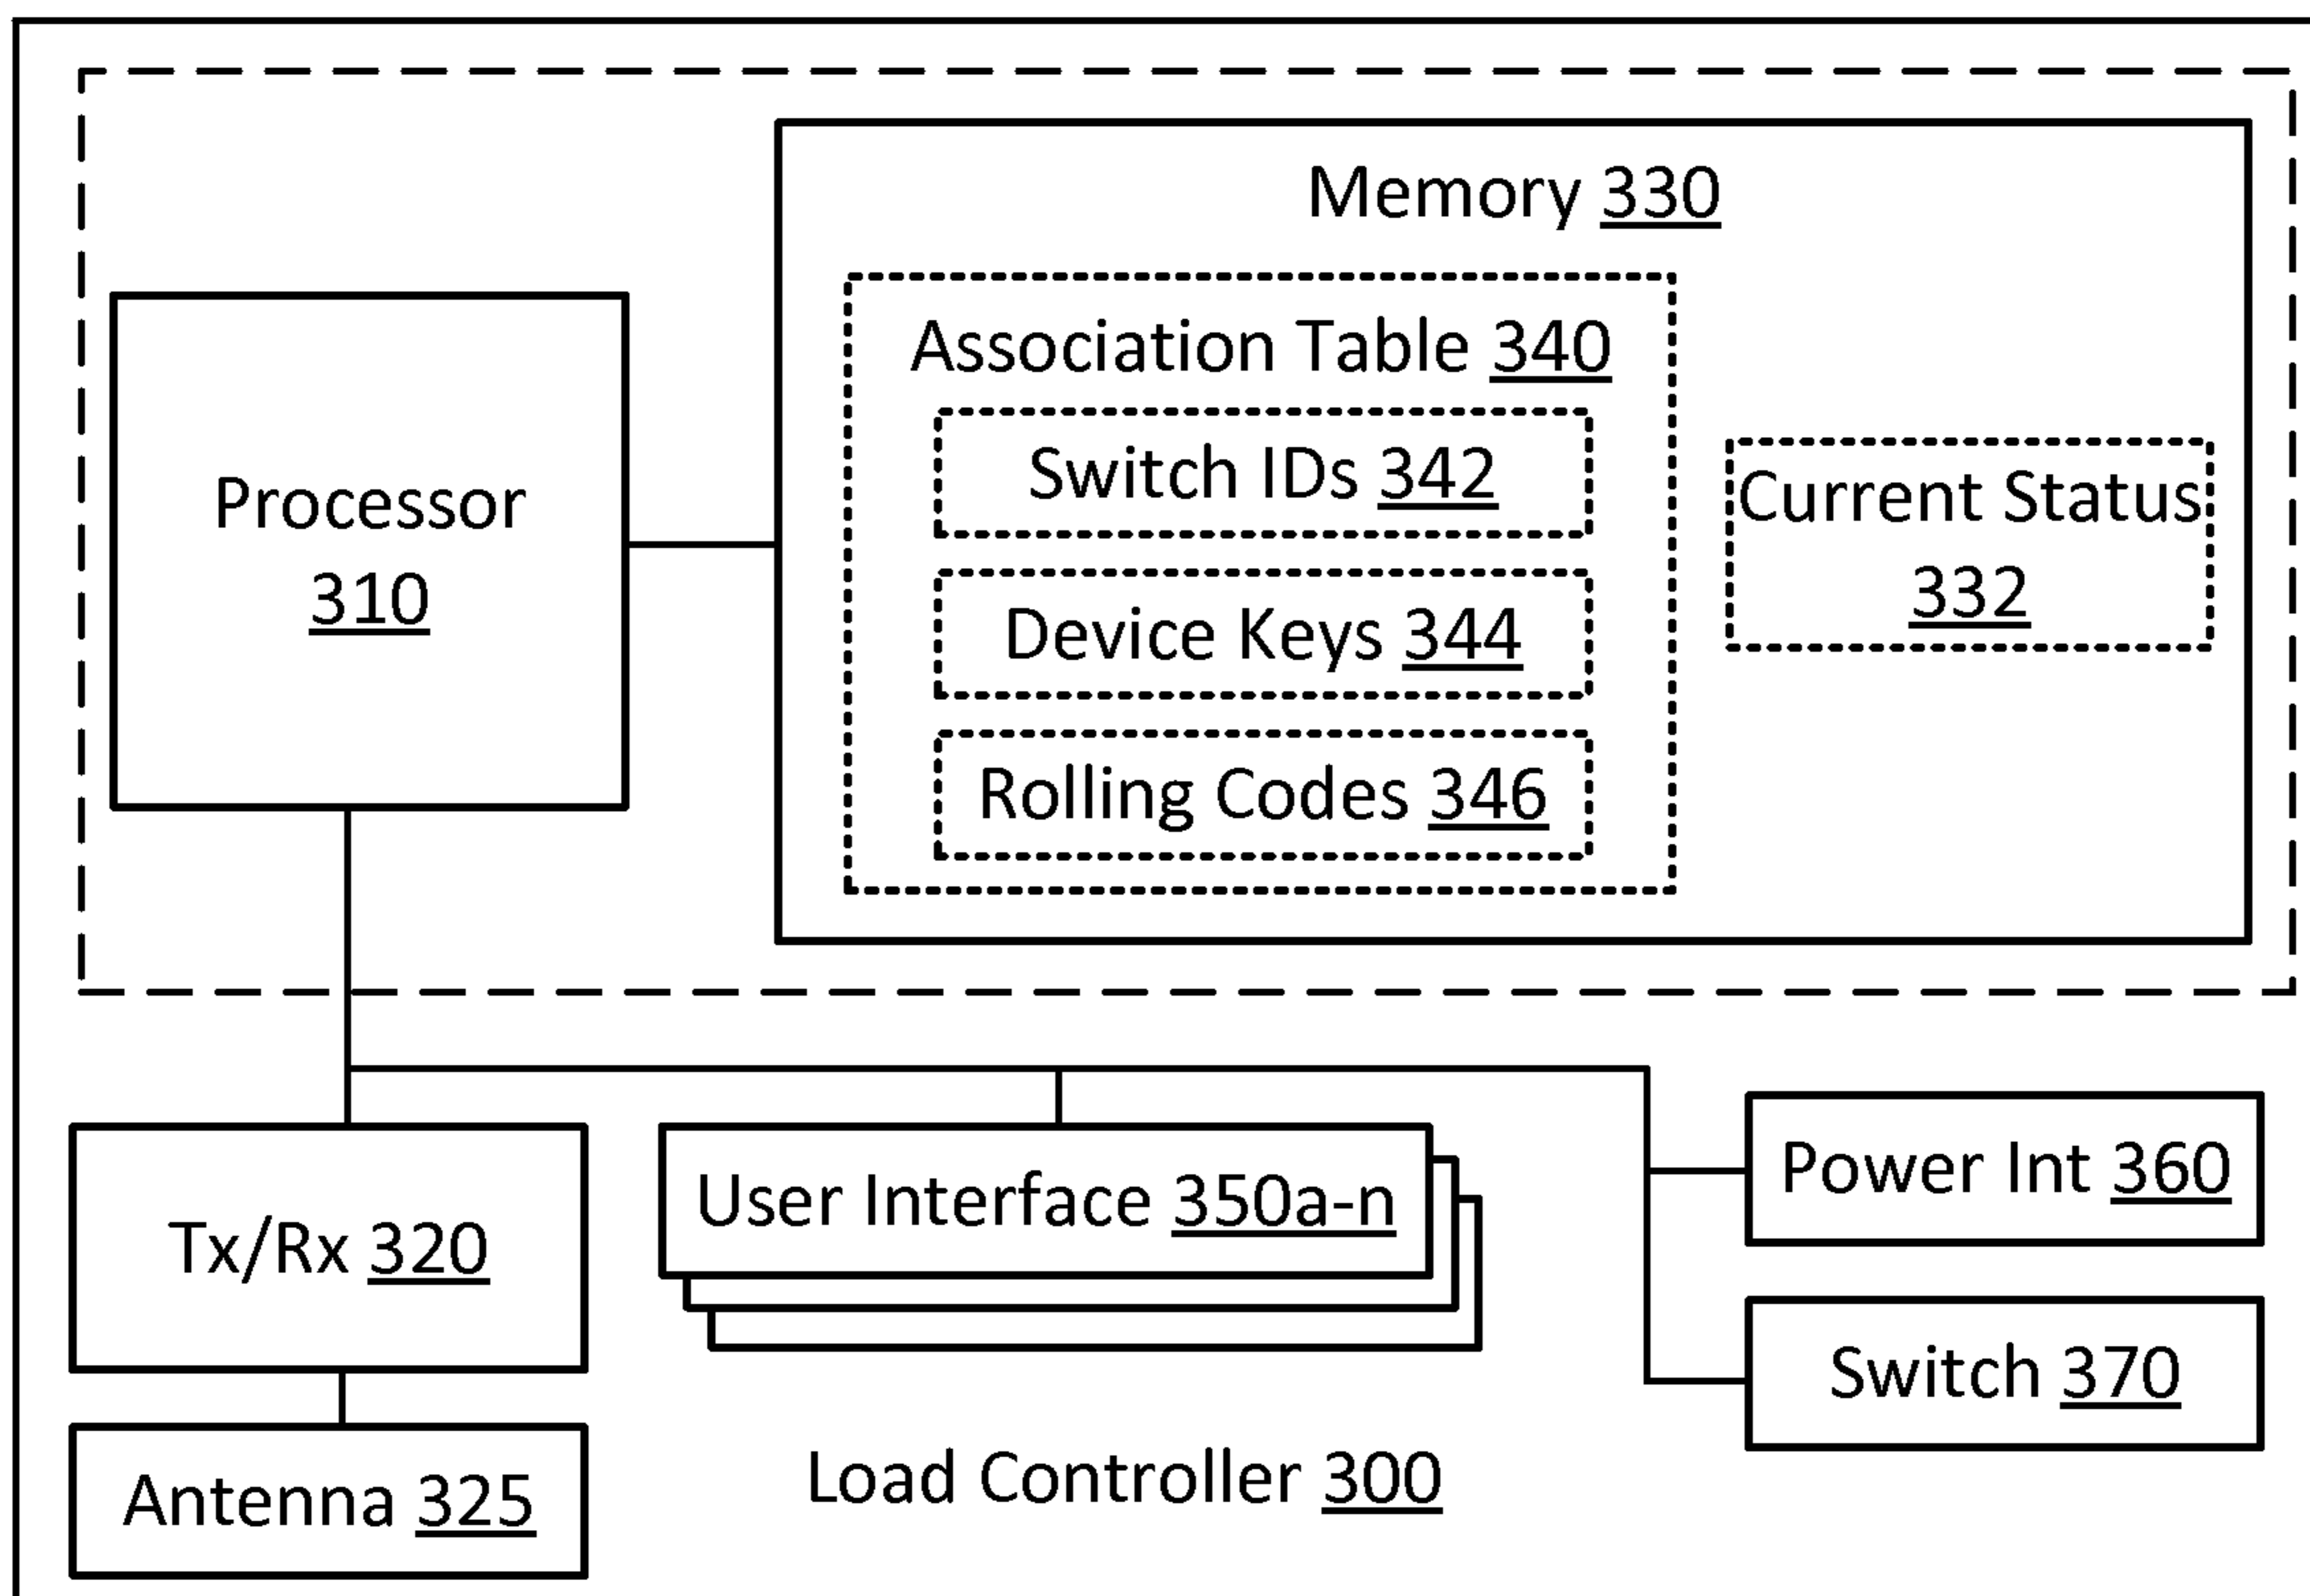 Memory 330
Association Table 340
Switch IDs 342
Device Keys 344
Rolling Codes 346
Current Status
332
Processor
310
Tx/Rx 320
Antenna 325
User Interface 350a-n
Power Int 360
Switch 370
Load Controller 300